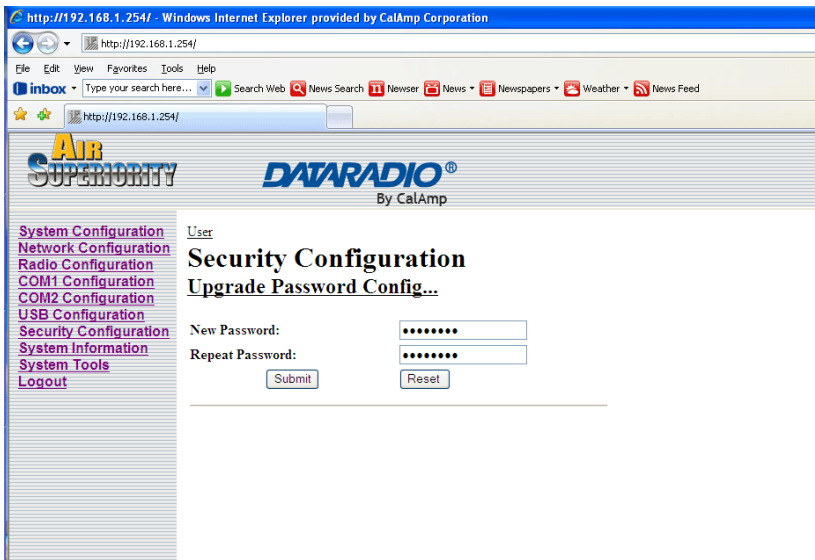 http://192.168.1.254/ - Windows Internet Explorer provided by CalAmp Corporation
http://192.168.1.254/
File Edit View Favorites Tools Help
inbox Type your search here... Search Web News Search Newser News Newspapers Weather News Feed
http://192.168.1.254/
AIR SUPERIORITY
DATARADIO®
By CalAmp
System Configuration
Network Configuration
Radio Configuration
COM1 Configuration
COM2 Configuration
USB Configuration
Security Configuration
System Information
System Tools
Logout
User
Security Configuration
Upgrade Password Config...
New Password: ••••••••
Repeat Password: ••••••••
Submit Reset